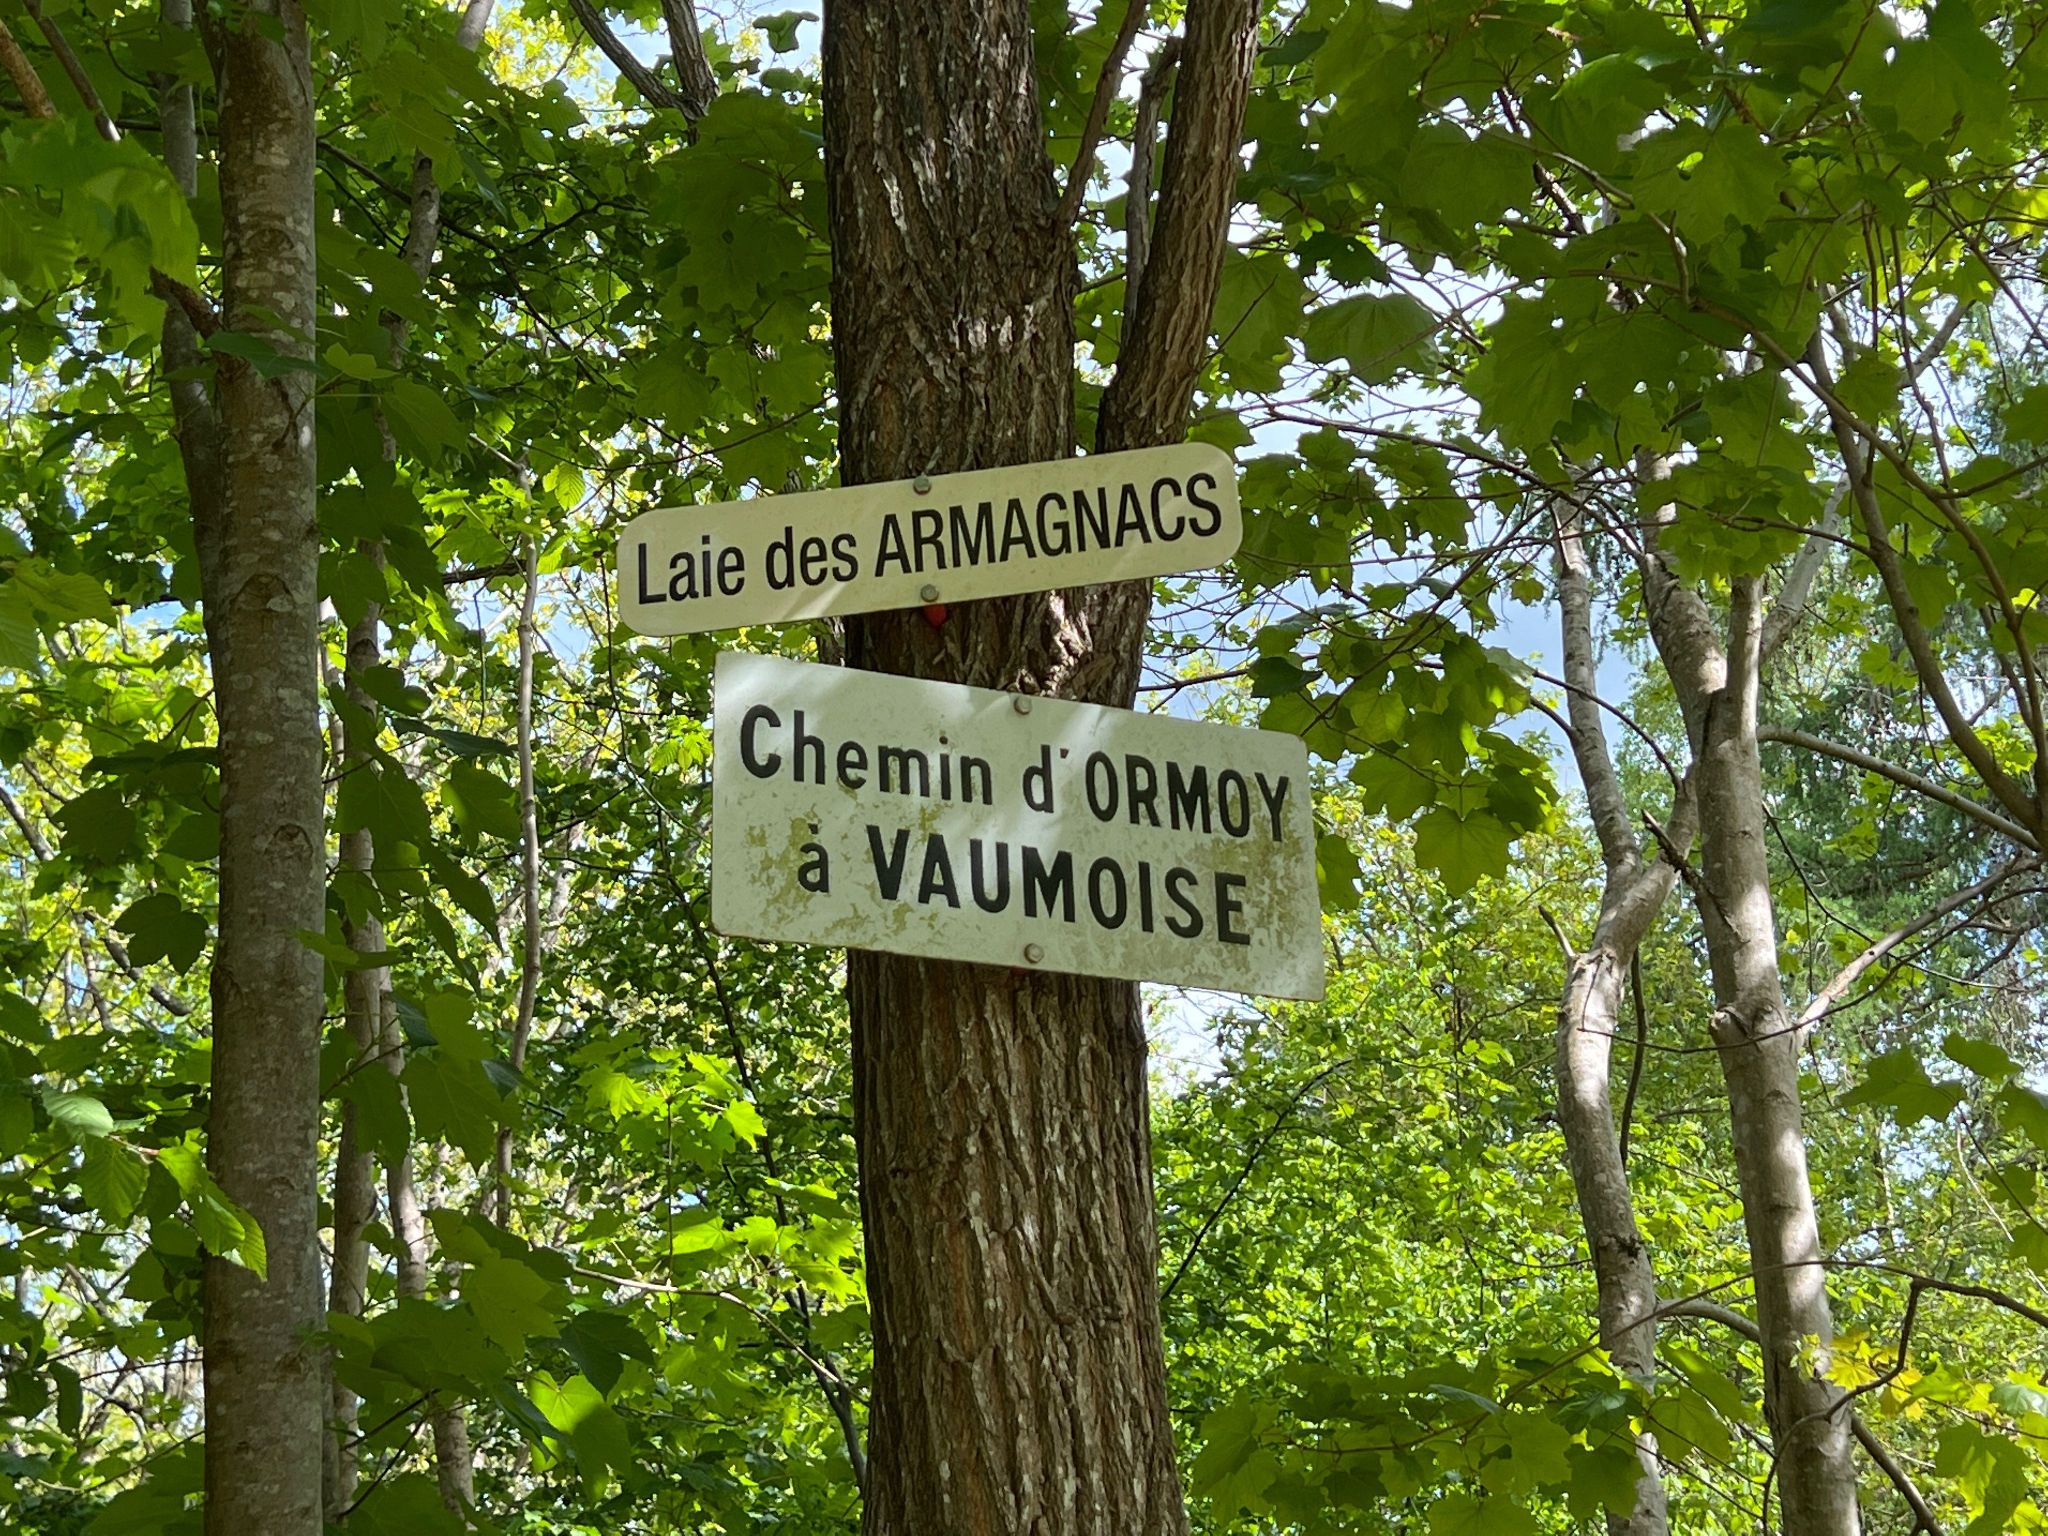 Laie des ARMAGNACS
Chemin d'ORMOY
à VAUMOISE